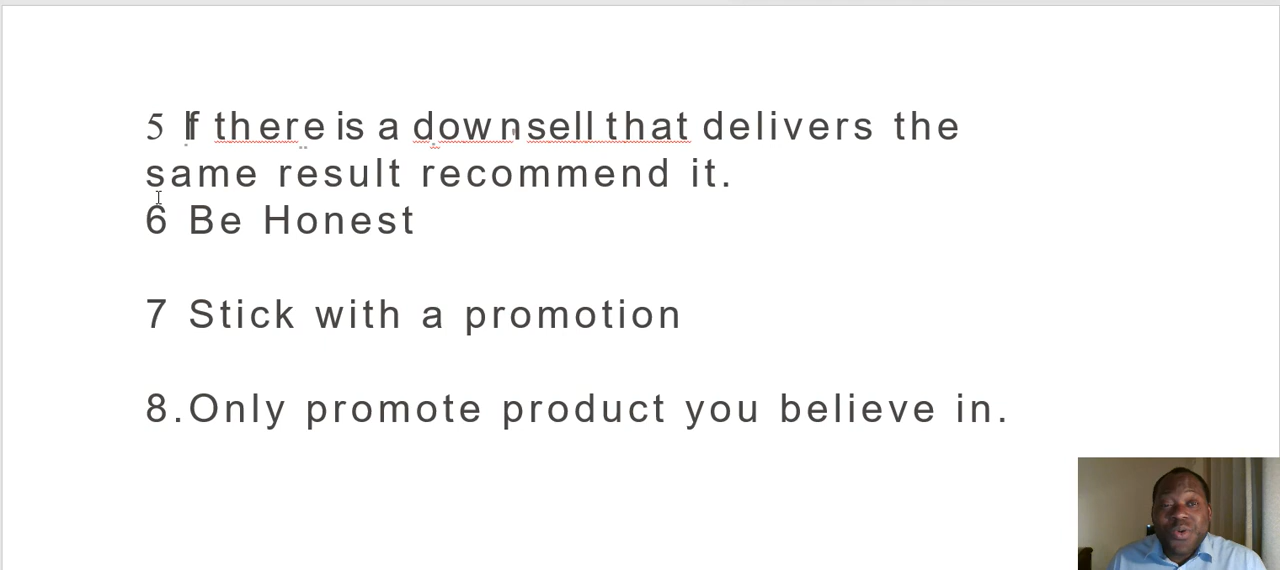 5 If there is a downsell that delivers the
same result recommend it.
6 Be Honest
7 Stick with a promotion
8.Only promote product you believe in.